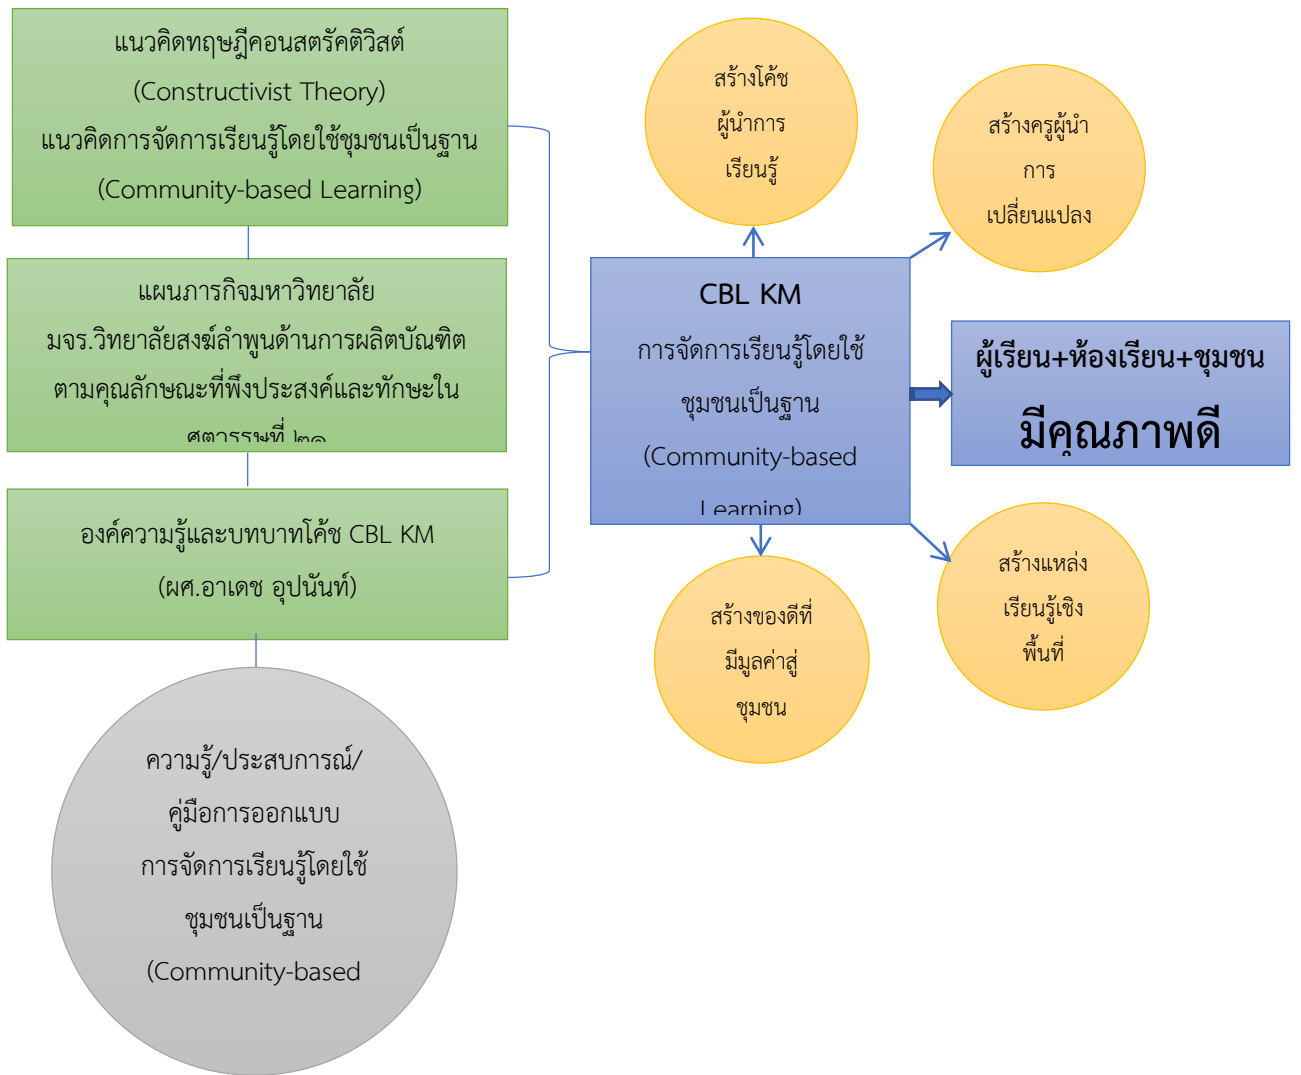 แนวคิดทฤษฎีคอนสตรัคติวิสต์
(Constructivist Theory)
แนวคิดการจัดการเรียนรู้โดยใช้ชุมชนเป็นฐาน
(Community-based Learning)
แผนภารกิจมหาวิทยาลัย
มจร.วิทยาลัยสงฆ์ลำพูนด้านการผลิตบัณฑิต
ตามคุณลักษณะที่พึงประสงค์และทักษะใน
ศตวรรษที่ ๒๑
องค์ความรู้และบทบาทโค้ช CBL KM
(ผศ.อาเดช อุปนันท์)
ความรู้/ประสบการณ์/
คู่มือการออกแบบ
การจัดการเรียนรู้โดยใช้
ชุมชนเป็นฐาน
(Community-based
CBL KM
การจัดการเรียนรู้โดยใช้
ชุมชนเป็นฐาน
(Community-based
Learning)
สร้างโค้ช
ผู้นำการ
เรียนรู้
สร้างครูผู้นำ
การ
เปลี่ยนแปลง
ผู้เรียน+ห้องเรียน+ชุมชน
มีคุณภาพดี
สร้างแหล่ง
เรียนรู้เชิง
พื้นที่
สร้างของดีที่
มีมูลค่าสู่
ชุมชน